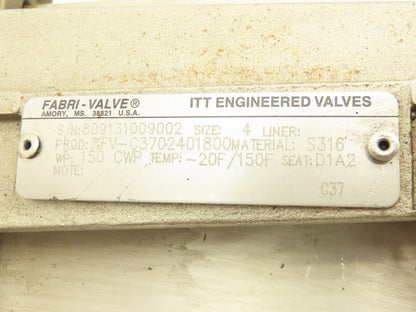 FABRI-VALVE® ITT ENGINEERED VALVES
AMORY, MS. 38821 U.S.A.
S/N: 809131009002 SIZE: 4 LINER:
PROD: %FV-C3702401800 MATERIAL: S316
WP: 150 CWP TEMP: -20F/150F SEAT: D1A2
NOTE:
C37